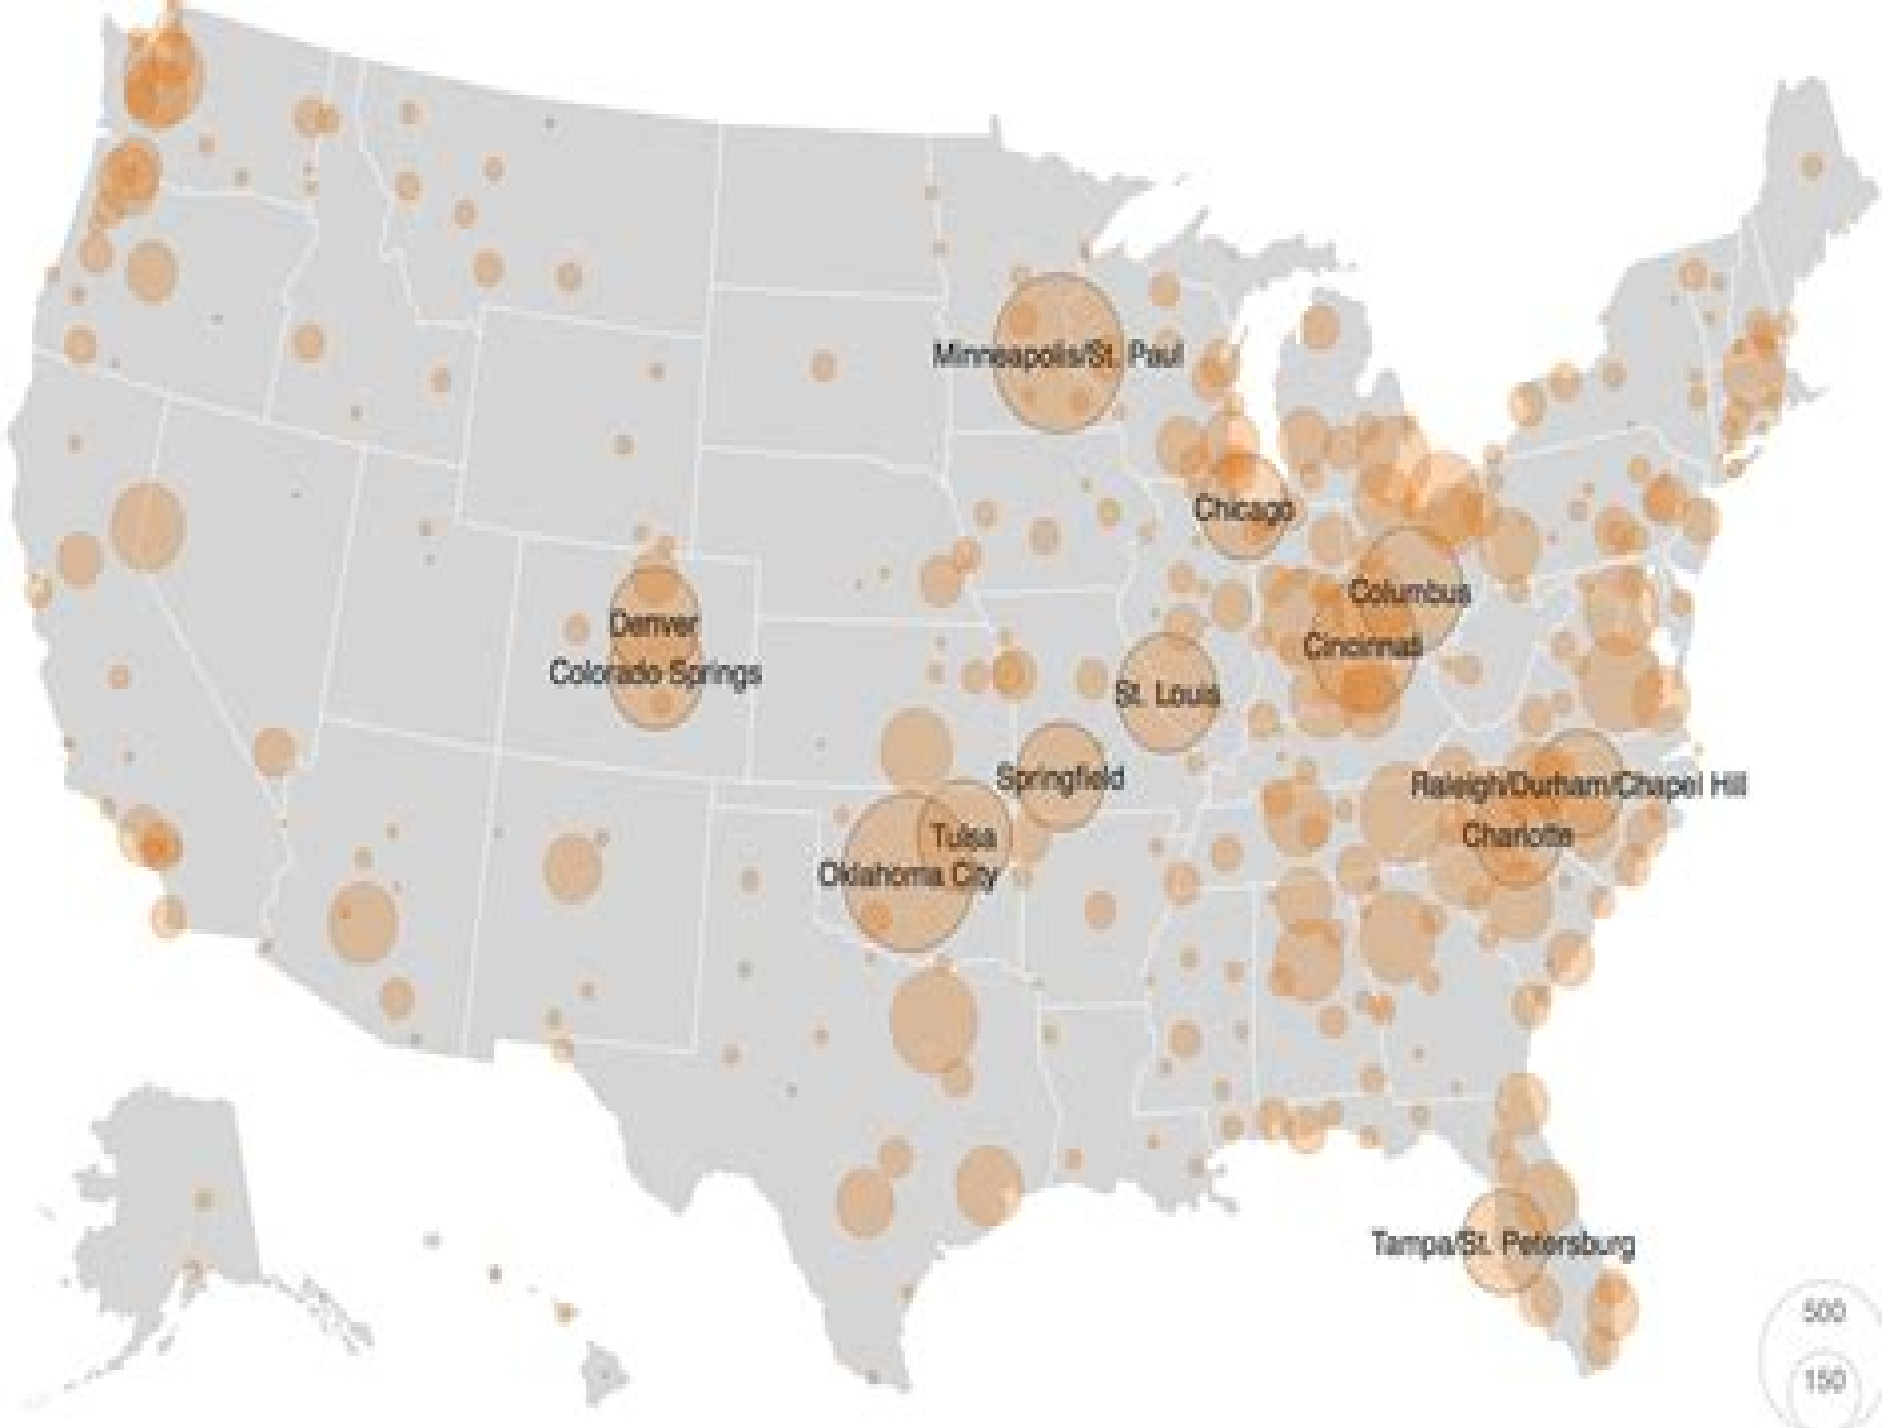 Minneapolis/St. Paul
Chicago
Columbus
Denver
Cincinnati
Colorado Springs
St. Louis
Springfield
Raleigh/Durham/Chapel Hill
Tulsa
Charlotte
Oklahoma City
Tampa/St. Petersburg
500
150